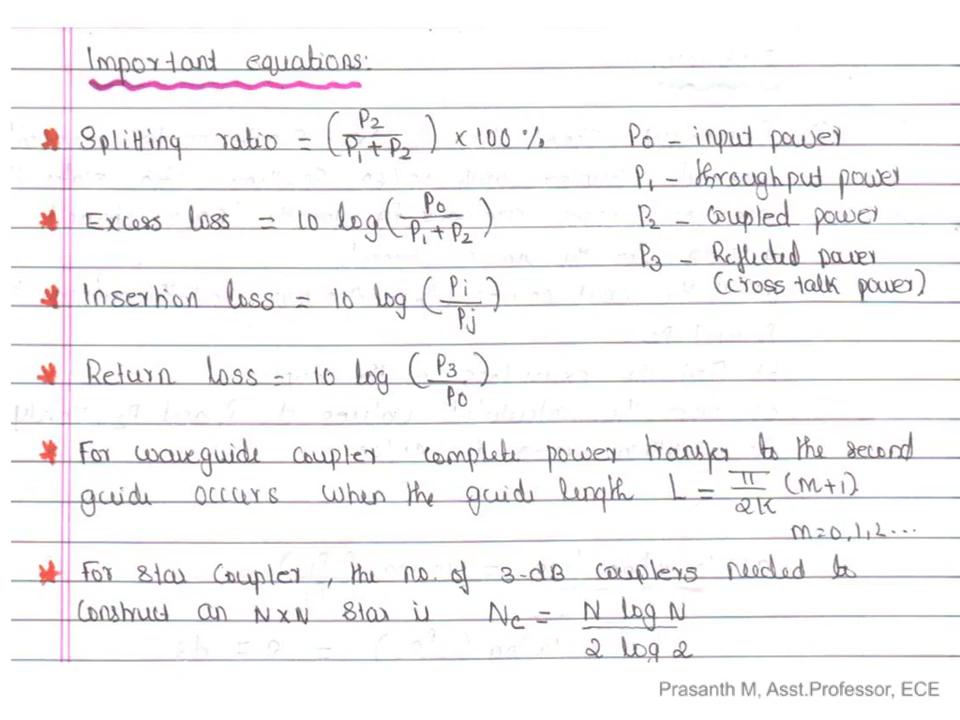 Important equations:
Splitting ratio = (P2 / P1 + P2) × 100 %
P0 – input power
P1 – throughput power
Excess loss = 10 log (P0 / P1 + P2)
P2 – Coupled power
P3 – Reflected power
(cross talk power)
Insertion loss = 10 log (Pi / Pj)
Return loss = 10 log (P3 / P0)
For waveguide coupler complete power transfer to the second
guide occurs when the guide length L = π / 2K (m+1)
m=0,1,2...
For star coupler, the no. of 3-dB couplers needed to
construct an N×N star is Nc = N log N / 2 log 2
Prasanth M, Asst.Professor, ECE